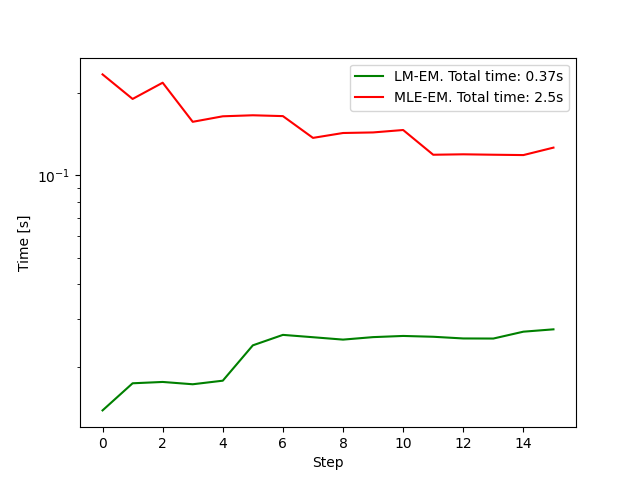 LM-EM. Total time: 0.37s
MLE-EM. Total time: 2.5s
10⁻¹
Time [s]
0 2 4 6 8 10 12 14
Step